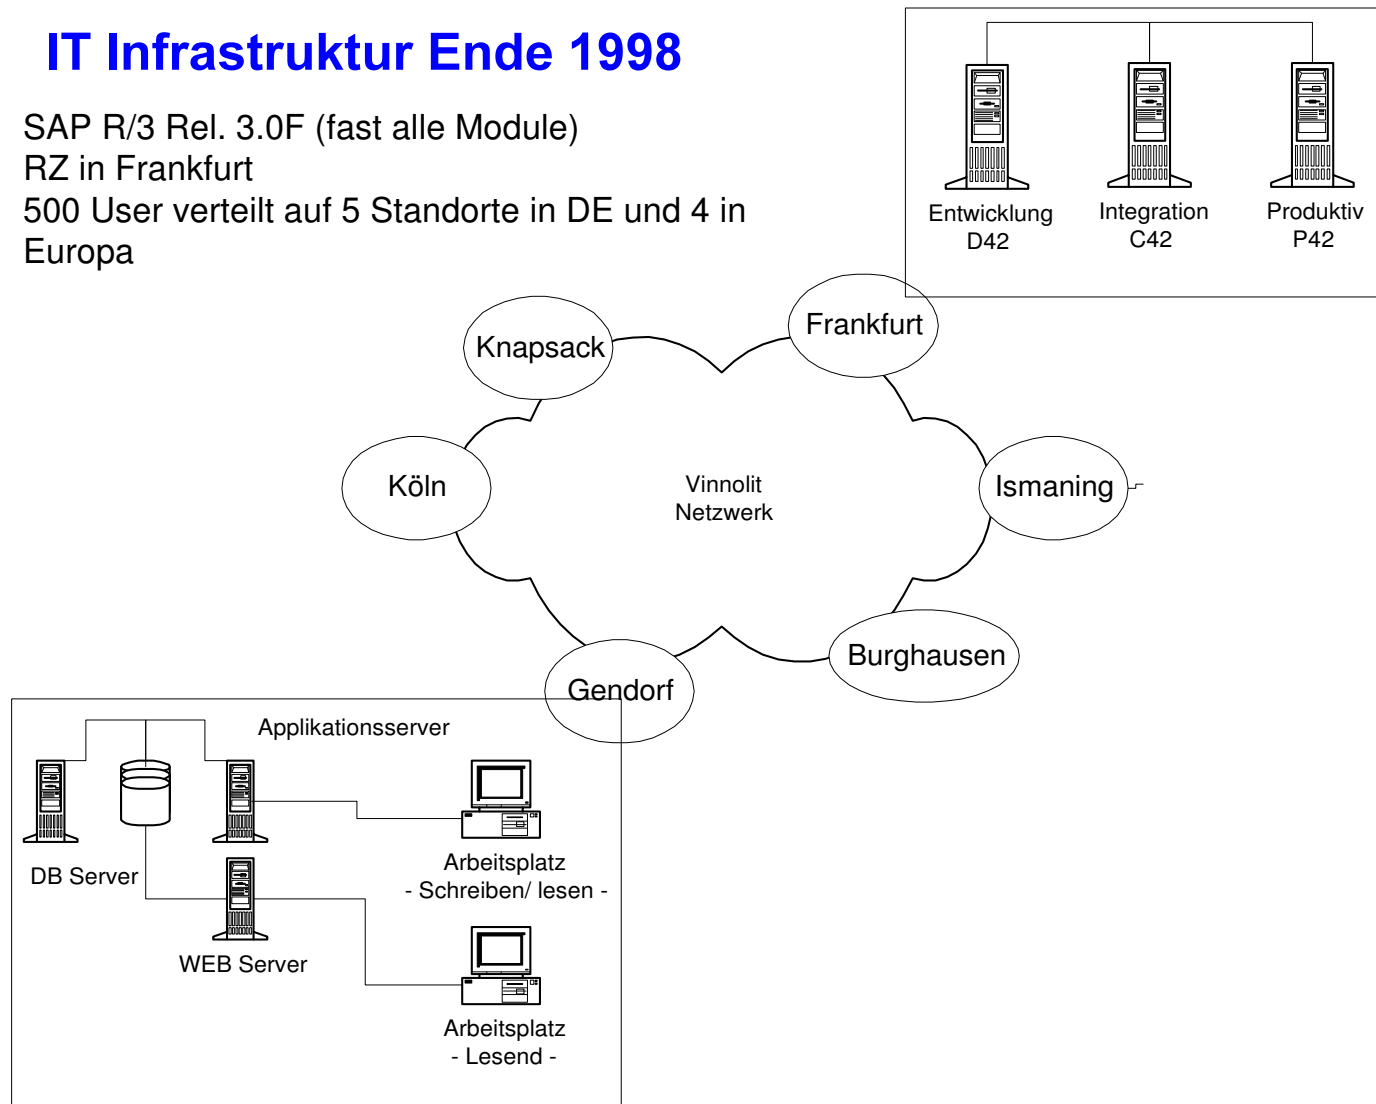 IT Infrastruktur Ende 1998
SAP R/3 Rel. 3.0F (fast alle Module)
RZ in Frankfurt
500 User verteilt auf 5 Standorte in DE und 4 in
Europa
Entwicklung
D42
Integration
C42
Produktiv
P42
Knapsack
Frankfurt
Köln
Vinnolit
Netzwerk
Ismaning
Gendorf
Burghausen
Applikationsserver
DB Server
WEB Server
Arbeitsplatz
- Schreiben/ lesen -
Arbeitsplatz
- Lesend -